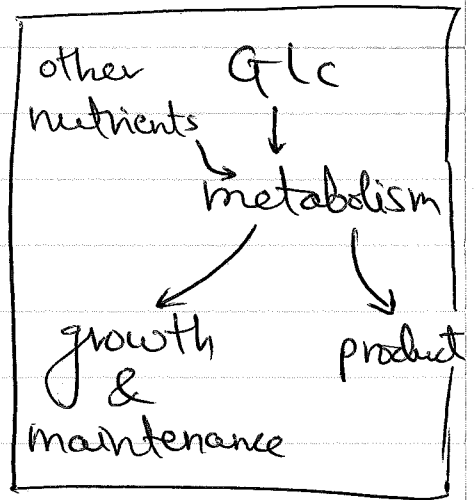 other Glc
nutrients
metabolism
growth product
&
maintenance